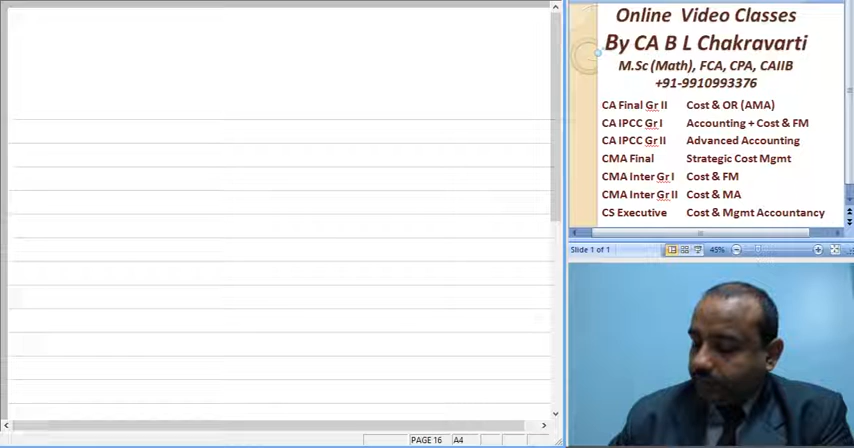 Online Video Classes
By CA B L Chakravarti
M.Sc (Math), FCA, CPA, CAIIB
+91-9910993376
CA Final Gr II Cost & OR (AMA)
CA IPCC Gr I Accounting + Cost & FM
CA IPCC Gr II Advanced Accounting
CMA Final Strategic Cost Mgmt
CMA Inter Gr I Cost & FM
CMA Inter Gr II Cost & MA
CS Executive Cost & Mgmt Accountancy
Slide 1 of 1 45%
PAGE 16 A4